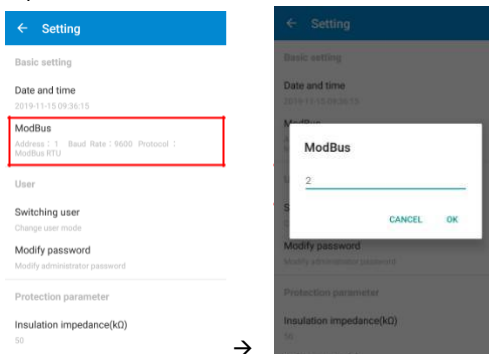 ← Setting
Basic setting
Date and time
2019-11-15 09:36:15
ModBus
Address : 1 Baud Rate : 9600 Protocol :
ModBus RTU
User
Switching user
Change user mode
Modify password
Modify administrator password
Protection parameter
Insulation impedance(kΩ)
50
→
← Setting
Basic setting
Date and time
2019-11-15 09:36:15
ModBus
ModBus
2
CANCEL OK
Modify password
Modify administrator password
Protection parameter
Insulation impedance(kΩ)
50